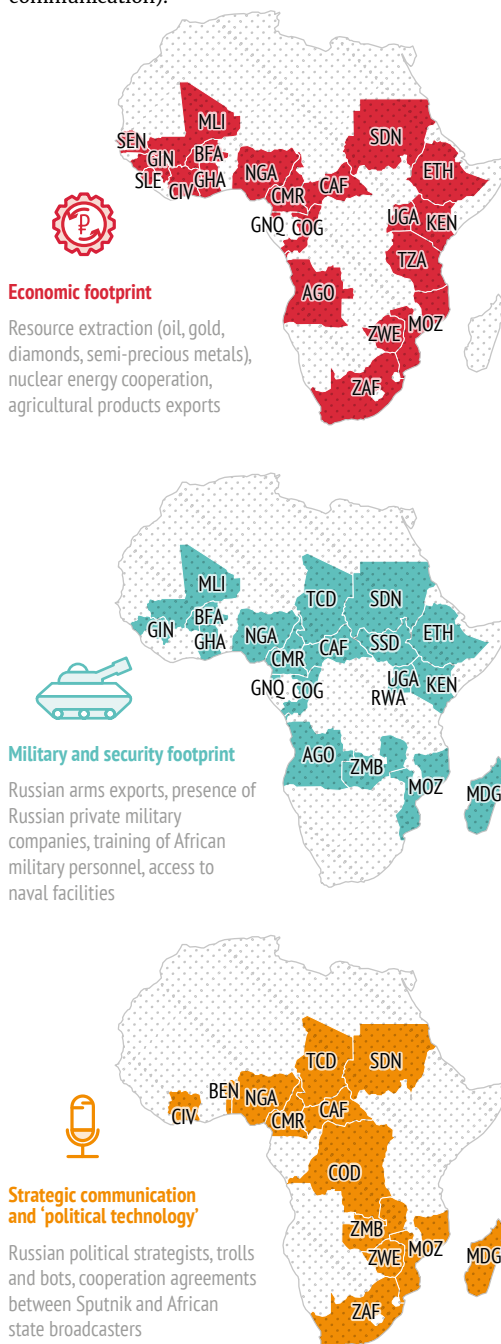 communication).
MLI
SDN
SEN
GIN
BFA
NGA
CAF
ETH
SLE
CIV
GHA
CMR
GNQ COG
UGA
KEN
TZA
AGO
ZWE
MOZ
ZAF
₽
Economic footprint
Resource extraction (oil, gold,
diamonds, semi-precious metals),
nuclear energy cooperation,
agricultural products exports
MLI
TCD
SDN
BFA
GIN
GHA
NGA
CAF
SSD
ETH
CMR
GNQ COG
UGA
RWA
KEN
AGO
ZMB
MOZ
MDG
Military and security footprint
Russian arms exports, presence of
Russian private military
companies, training of African
military personnel, access to
naval facilities
TCD
SDN
BEN
NGA
CIV
CMR
CAF
COD
ZMB
ZWE
MOZ
MDG
ZAF
Strategic communication
and ‘political technology’
Russian political strategists, trolls
and bots, cooperation agreements
between Sputnik and African
state broadcasters